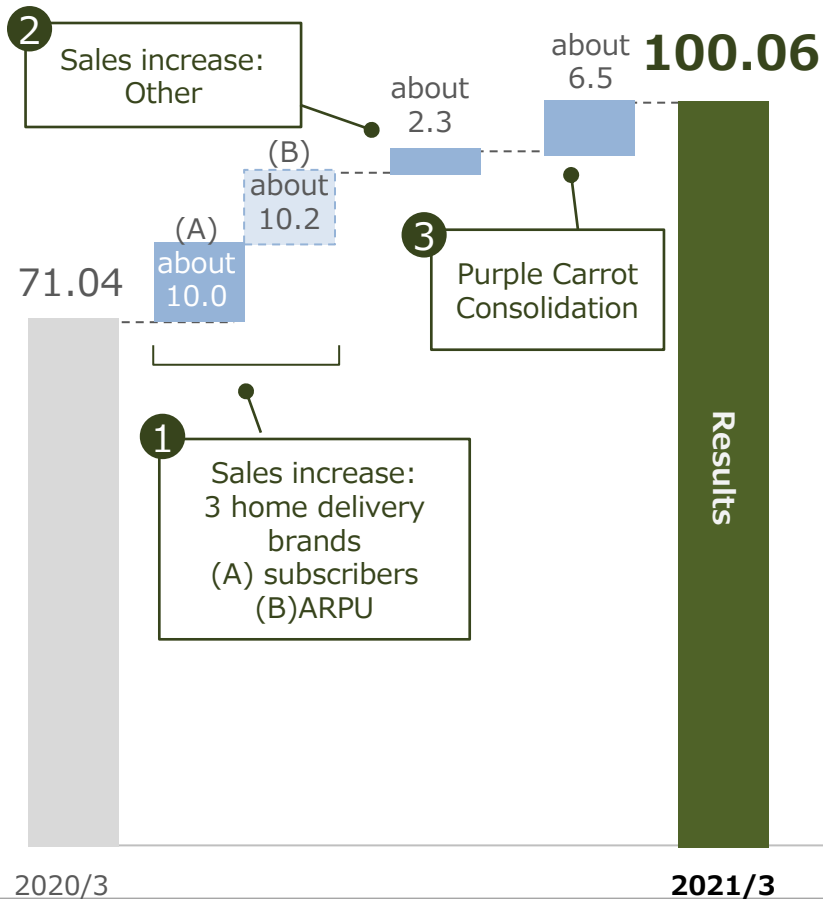 2
Sales increase:
Other
about
2.3
about
6.5
100.06
(B)
about
10.2
(A)
about
10.0
71.04
3
Purple Carrot
Consolidation
1
Sales increase:
3 home delivery
brands
(A) subscribers
(B)ARPU
Results
2020/3
2021/3